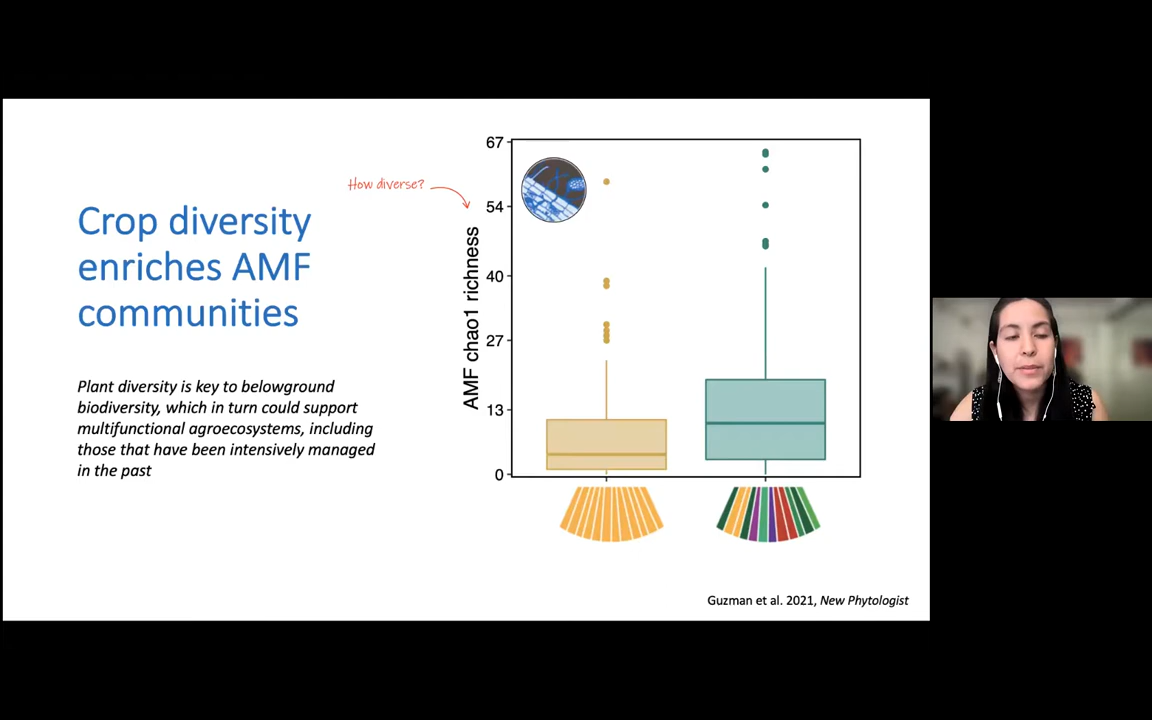 Crop diversity
enriches AMF
communities
Plant diversity is key to belowground
biodiversity, which in turn could support
multifunctional agroecosystems, including
those that have been intensively managed
in the past
How diverse?
AMF chao1 richness
67
54
40
27
13
0
Guzman et al. 2021, New Phytologist